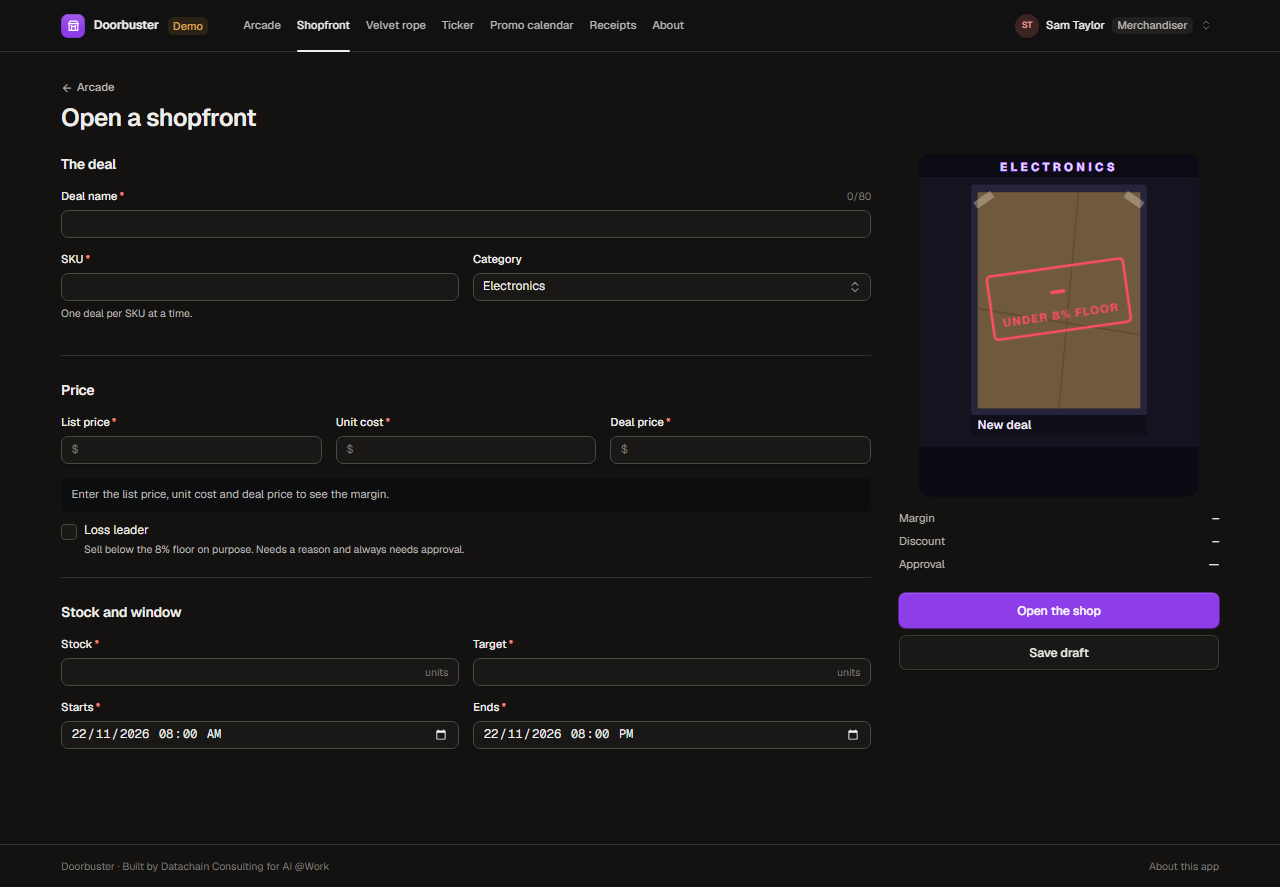 Doorbuster Demo Arcade Shopfront Velvet rope Ticker Promo calendar Receipts About ST Sam Taylor Merchandiser
← Arcade
Open a shopfront
The deal
Deal name * 0/80
SKU * Category
Electronics
One deal per SKU at a time.
Price
List price * Unit cost * Deal price *
$ $ $
Enter the list price, unit cost and deal price to see the margin.
Loss leader
Sell below the 8% floor on purpose. Needs a reason and always needs approval.
Stock and window
Stock * Target *
units units
Starts * Ends *
22/11/2026 08:00 AM 22/11/2026 08:00 PM
ELECTRONICS
–
UNDER 8% FLOOR
New deal
Margin –
Discount –
Approval —
Open the shop
Save draft
Doorbuster · Built by Datachain Consulting for AI @Work About this app